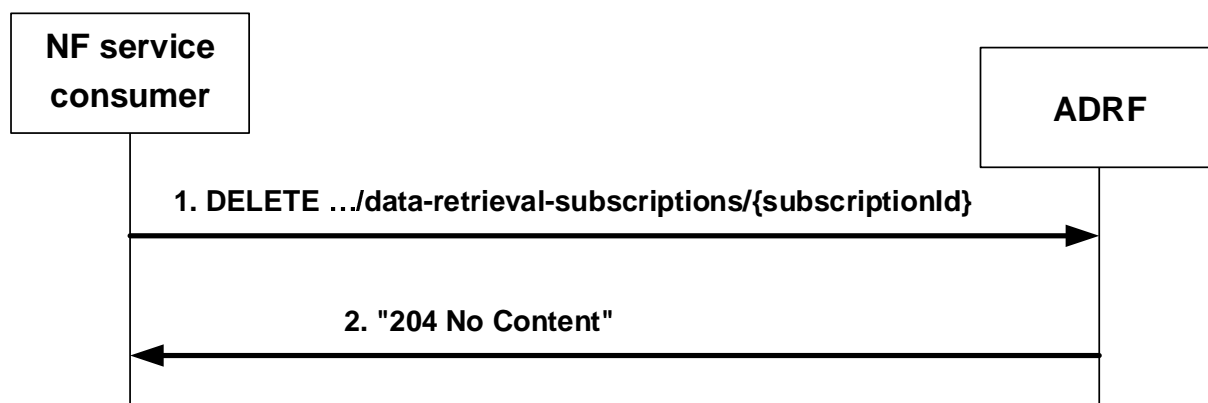 NF service
consumer
ADRF
1. DELETE …/data-retrieval-subscriptions/{subscriptionId}
2. "204 No Content"